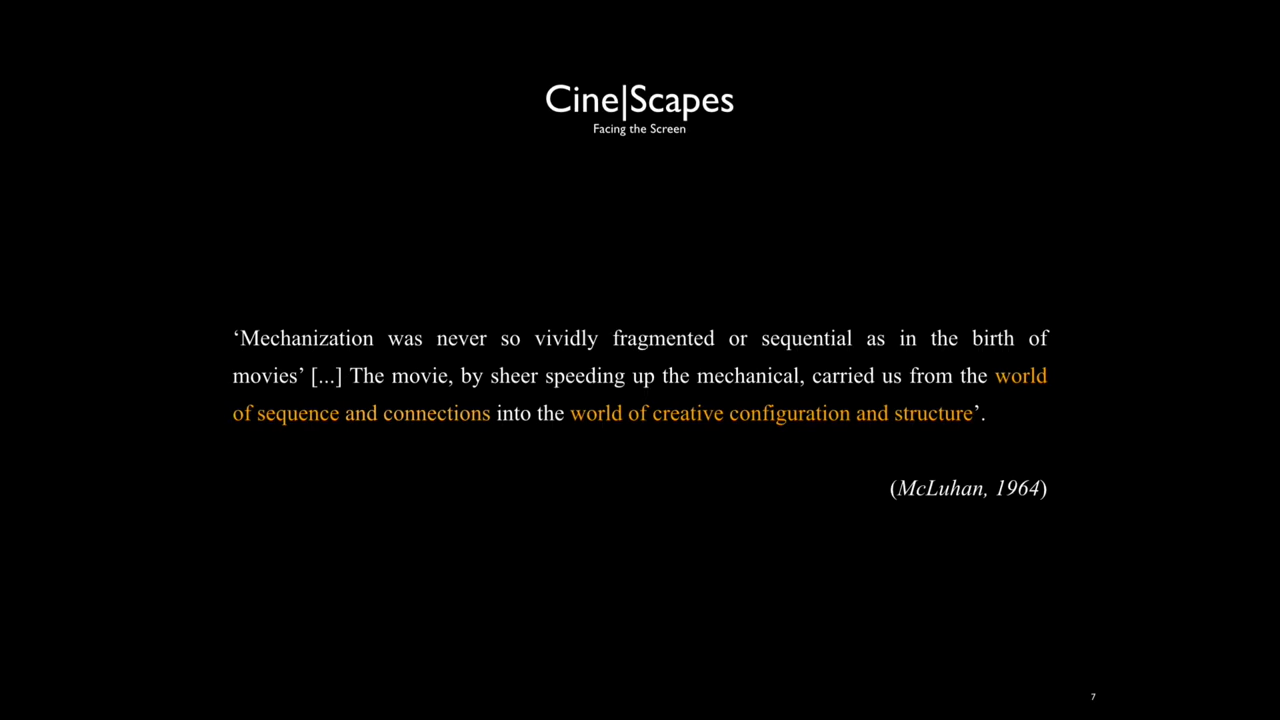 Cine|Scapes
Facing the Screen
‘Mechanization was never so vividly fragmented or sequential as in the birth of
movies’ [...] The movie, by sheer speeding up the mechanical, carried us from the world
of sequence and connections into the world of creative configuration and structure’.
(McLuhan, 1964)
7